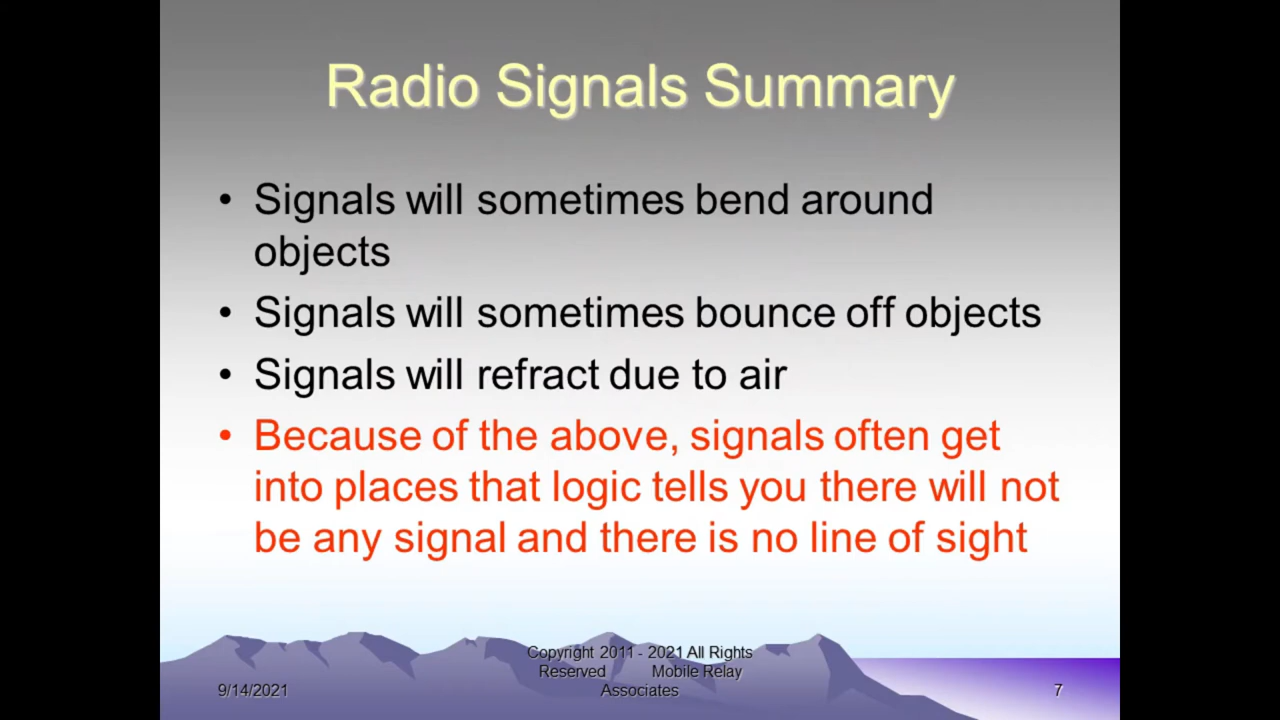 Radio Signals Summary
• Signals will sometimes bend around
objects
• Signals will sometimes bounce off objects
• Signals will refract due to air
• Because of the above, signals often get
into places that logic tells you there will not
be any signal and there is no line of sight
9/14/2021
Copyright 2011 - 2021 All Rights
Reserved Mobile Relay
Associates
7